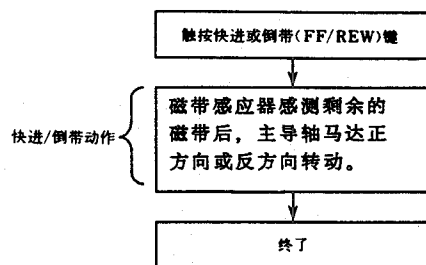 触按快进或倒带(FF/REW)键
快进/倒带动作
磁带感应器感测剩余的
磁带后，主导轴马达正
方向或反方向转动。
终了